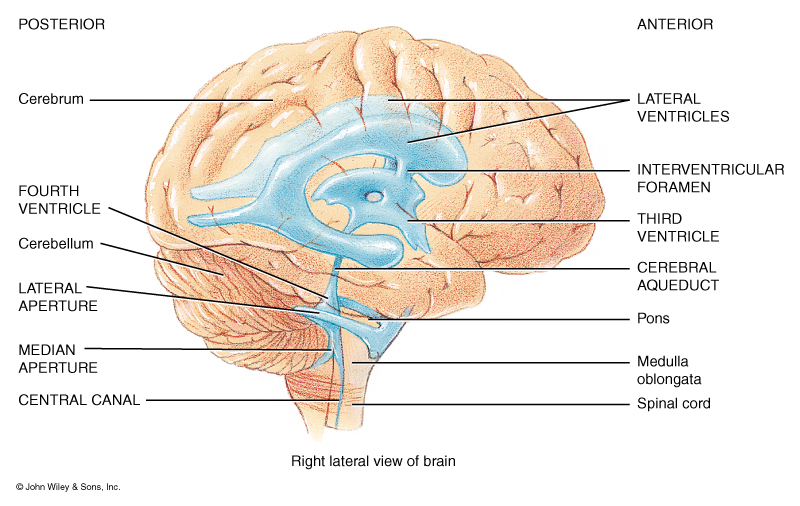 POSTERIOR
ANTERIOR
Cerebrum
LATERAL
VENTRICLES
INTERVENTRICULAR
FORAMEN
FOURTH
VENTRICLE
THIRD
VENTRICLE
Cerebellum
CEREBRAL
AQUEDUCT
LATERAL
APERTURE
Pons
MEDIAN
APERTURE
Medulla
oblongata
CENTRAL CANAL
Spinal cord
Right lateral view of brain
© John Wiley & Sons, Inc.